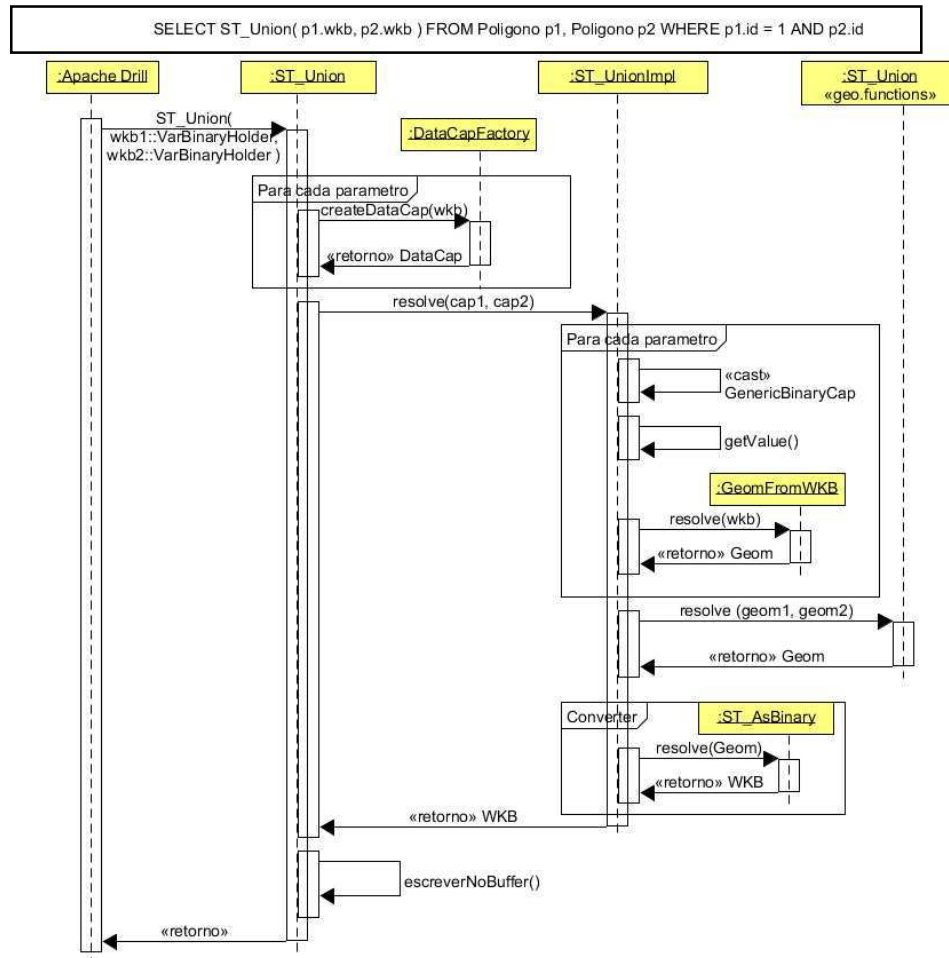 SELECT ST_Union( p1.wkb, p2.wkb ) FROM Poligono p1, Poligono p2 WHERE p1.id = 1 AND p2.id
:Apache Drill
:ST_Union
:ST_UnionImpl
:ST_Union
«geo.functions»
ST_Union(
wkb1::VarBinaryHolder,
wkb2::VarBinaryHolder )
:DataCapFactory
Para cada parametro
createDataCap(wkb)
«retorno» DataCap
resolve(cap1, cap2)
Para cada parametro
«cast»
GenericBinaryCap
getValue()
:GeomFromWKB
resolve(wkb)
«retorno» Geom
resolve (geom1, geom2)
«retorno» Geom
Converter
:ST_AsBinary
resolve(Geom)
«retorno» WKB
«retorno» WKB
escreverNoBuffer()
«retorno»